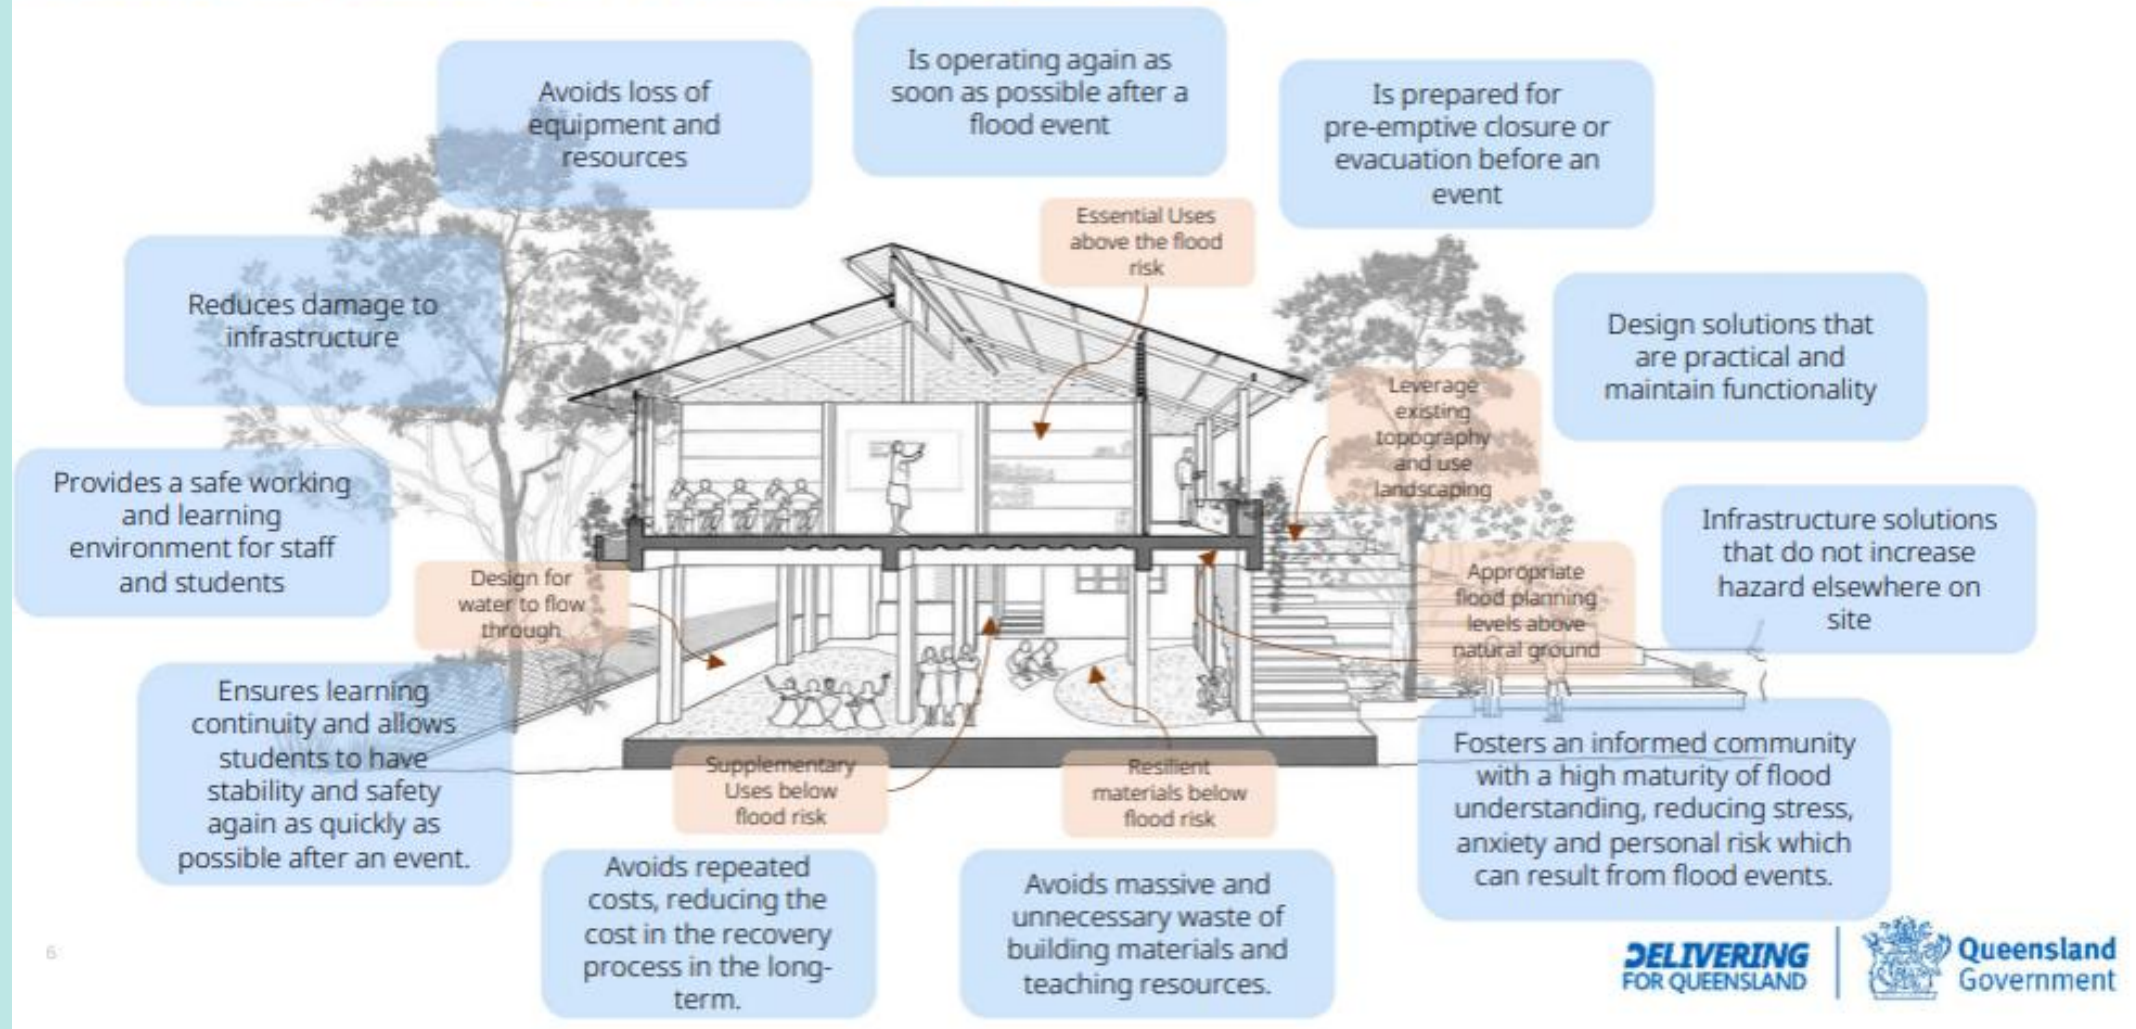 Avoids loss of
equipment and
resources
Is operating again as
soon as possible after a
flood event
Is prepared for
pre-emptive closure or
evacuation before an
event
Essential Uses
above the flood
risk
Reduces damage to
infrastructure
Design solutions that
are practical and
maintain functionality
Leverage
existing
topography
and use
landscaping
Provides a safe working
and learning
environment for staff
and students
Infrastructure solutions
that do not increase
hazard elsewhere on
site
Design for
water to flow
through
Appropriate
flood planning
levels above
natural ground
Ensures learning
continuity and allows
students to have
stability and safety
again as quickly as
possible after an event.
Supplementary
Uses below
flood risk
Resilient
materials below
flood risk
Fosters an informed community
with a high maturity of flood
understanding, reducing stress,
anxiety and personal risk which
can result from flood events.
Avoids repeated
costs, reducing the
cost in the recovery
process in the long-
term.
Avoids massive and
unnecessary waste of
building materials and
teaching resources.
6
DELIVERING
FOR QUEENSLAND
Queensland
Government